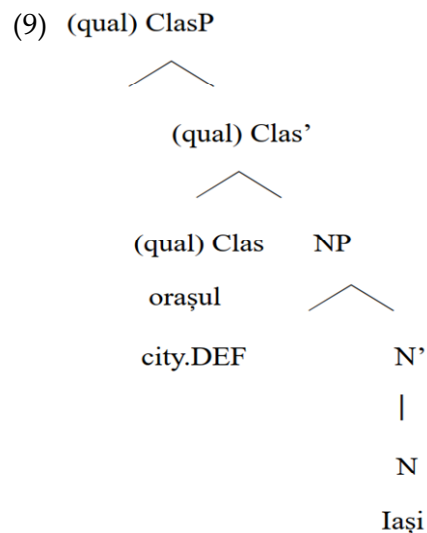 (9) (qual) ClasP
(qual) Clas’
(qual) Clas NP
orașul
city.DEF N’
|
N
Iași